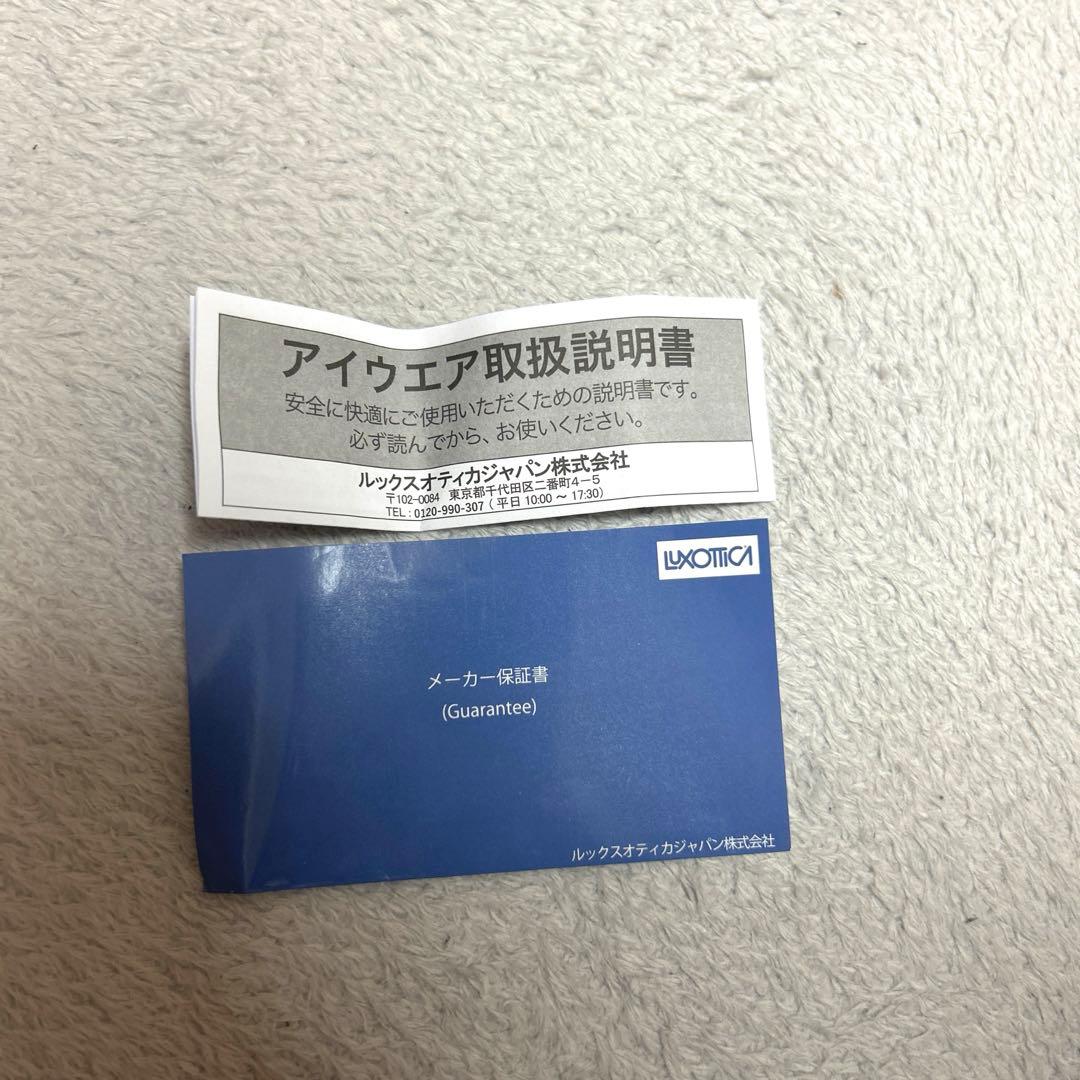 アイウエア取扱説明書
安全に快適にご使用いただくための説明書です。
必ず読んでから、お使いください。
ルックスオティカジャパン株式会社
〒102-0084 東京都千代田区二番町4-5
TEL : 0120-990-307 ( 平日 10:00 ～ 17:30)
LUXOTTICA
メーカー保証書
(Guarantee)
ルックスオティカジャパン株式会社